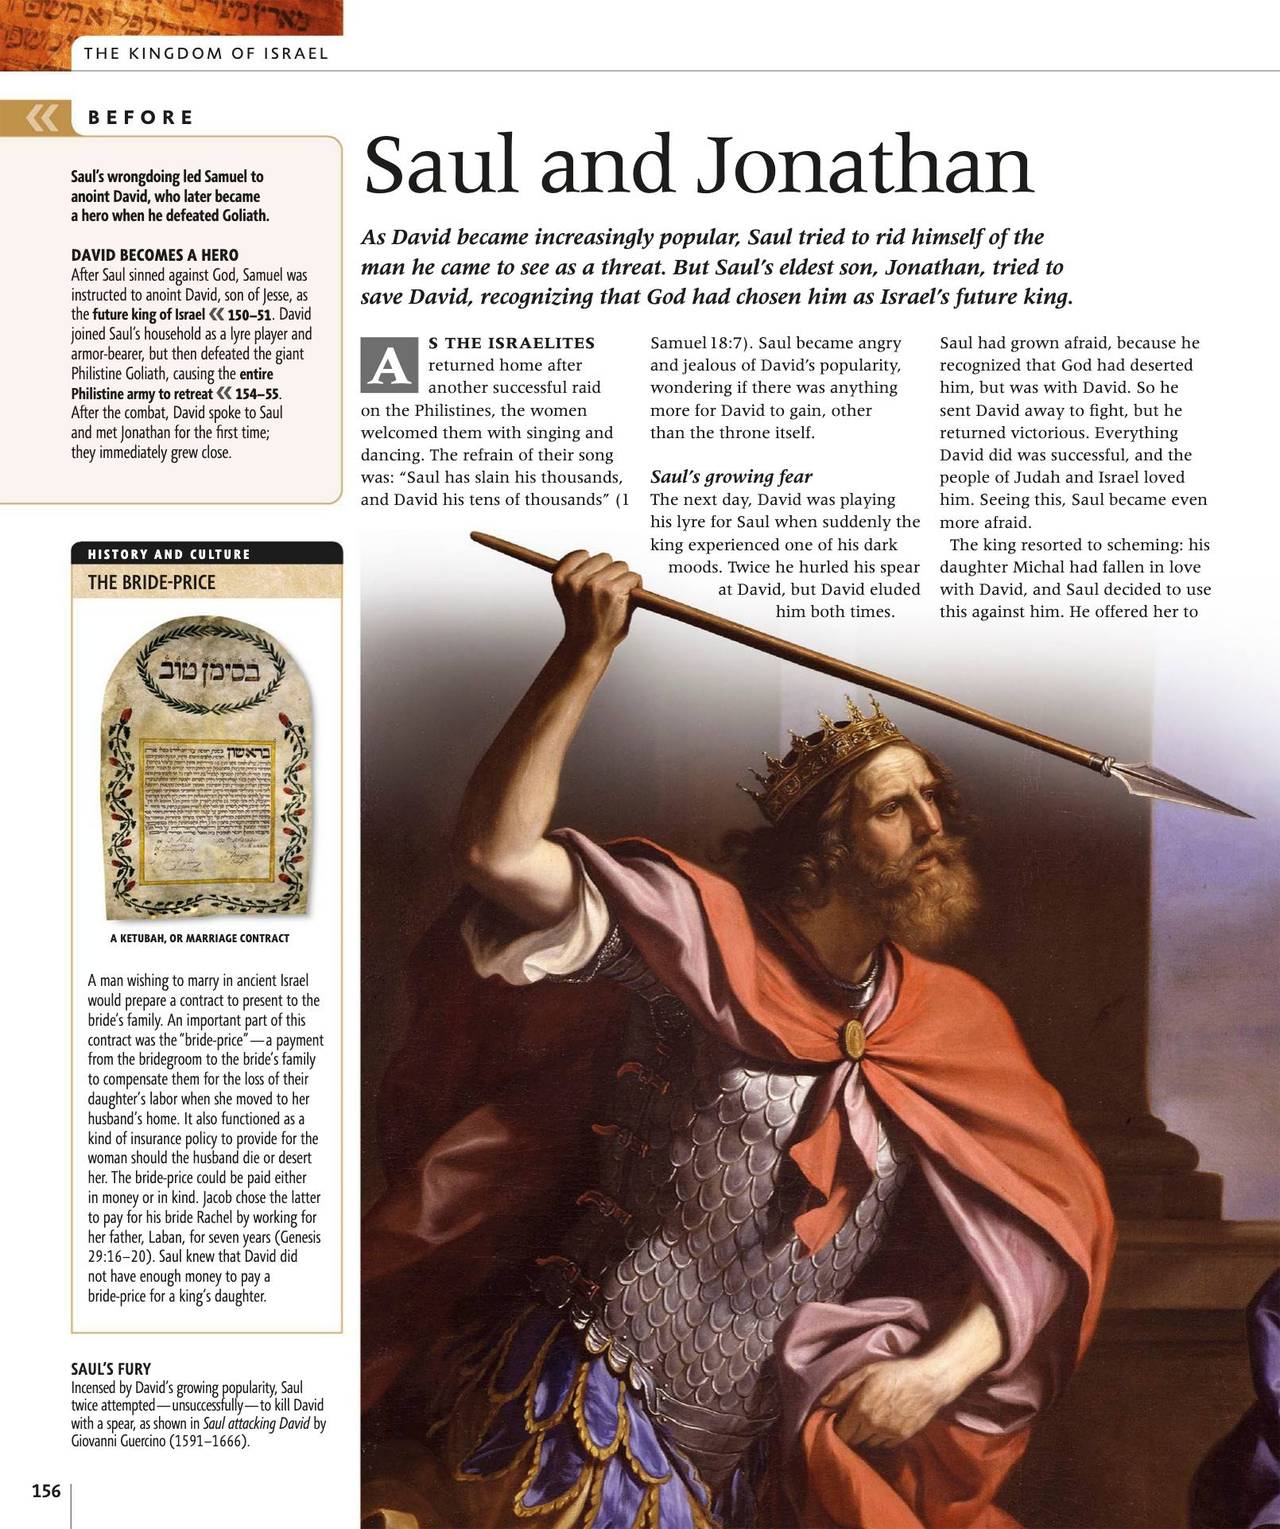 THE KINGDOM OF ISRAEL
BEFORE
Saul’s wrongdoing led Samuel to
anoint David, who later became
a hero when he defeated Goliath.
DAVID BECOMES A HERO
After Saul sinned against God, Samuel was
instructed to anoint David, son of Jesse, as
the future king of Israel « 150–51. David
joined Saul’s household as a lyre player and
armor-bearer, but then defeated the giant
Philistine Goliath, causing the entire
Philistine army to retreat « 154–55.
After the combat, David spoke to Saul
and met Jonathan for the first time;
they immediately grew close.
HISTORY AND CULTURE
THE BRIDE-PRICE
בסימן טוב
בראשון
A KETUBAH, OR MARRIAGE CONTRACT
A man wishing to marry in ancient Israel
would prepare a contract to present to the
bride’s family. An important part of this
contract was the “bride-price”—a payment
from the bridegroom to the bride’s family
to compensate them for the loss of their
daughter’s labor when she moved to her
husband’s home. It also functioned as a
kind of insurance policy to provide for the
woman should the husband die or desert
her. The bride-price could be paid either
in money or in kind. Jacob chose the latter
to pay for his bride Rachel by working for
her father, Laban, for seven years (Genesis
29:16–20). Saul knew that David did
not have enough money to pay a
bride-price for a king’s daughter.
SAUL’S FURY
Incensed by David’s growing popularity, Saul
twice attempted—unsuccessfully—to kill David
with a spear, as shown in Saul attacking David by
Giovanni Guercino (1591–1666).
156
Saul and Jonathan
As David became increasingly popular, Saul tried to rid himself of the
man he came to see as a threat. But Saul’s eldest son, Jonathan, tried to
save David, recognizing that God had chosen him as Israel’s future king.
AS THE ISRAELITES
returned home after
another successful raid
on the Philistines, the women
welcomed them with singing and
dancing. The refrain of their song
was: “Saul has slain his thousands,
and David his tens of thousands” (1
Samuel 18:7). Saul became angry
and jealous of David’s popularity,
wondering if there was anything
more for David to gain, other
than the throne itself.
Saul’s growing fear
The next day, David was playing
his lyre for Saul when suddenly the
king experienced one of his dark
moods. Twice he hurled his spear
at David, but David eluded
him both times.
Saul had grown afraid, because he
recognized that God had deserted
him, but was with David. So he
sent David away to fight, but he
returned victorious. Everything
David did was successful, and the
people of Judah and Israel loved
him. Seeing this, Saul became even
more afraid.
The king resorted to scheming: his
daughter Michal had fallen in love
with David, and Saul decided to use
this against him. He offered her to